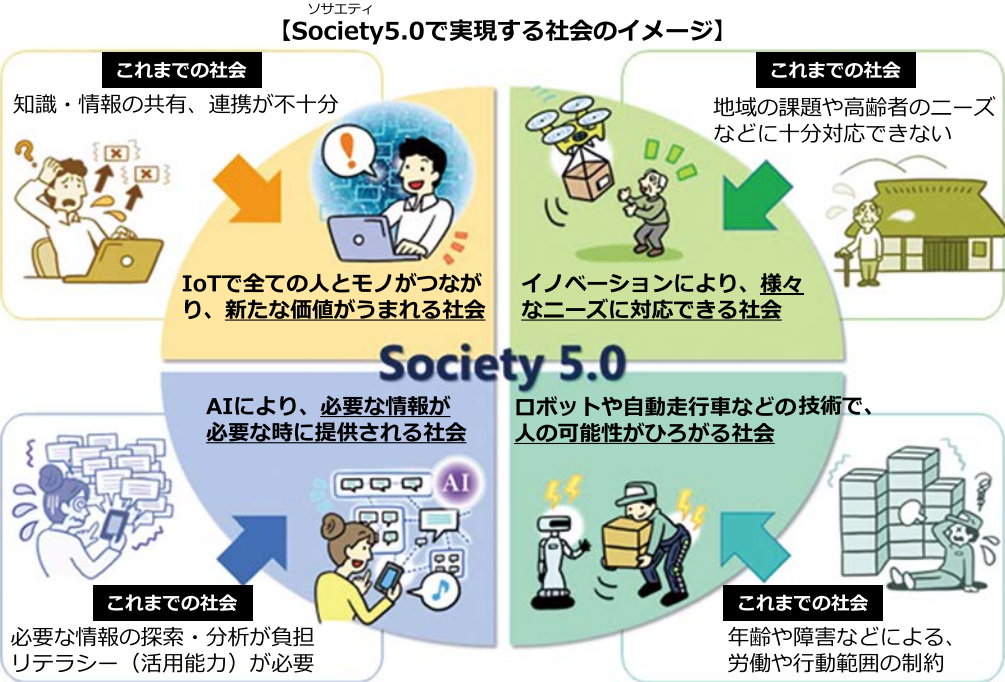 ソサエティ
【Society5.0で実現する社会のイメージ】
これまでの社会
知識・情報の共有、連携が不十分
これまでの社会
地域の課題や高齢者のニーズ
などに十分対応できない
IoTで全ての人とモノがつなが
り、新たな価値がうまれる社会
イノベーションにより、様々
なニーズに対応できる社会
Society 5.0
AIにより、必要な情報が
必要な時に提供される社会
ロボットや自動走行車などの技術で、
人の可能性がひろがる社会
AI
これまでの社会
必要な情報の探索・分析が負担
リテラシー（活用能力）が必要
これまでの社会
年齢や障害などによる、
労働や行動範囲の制約